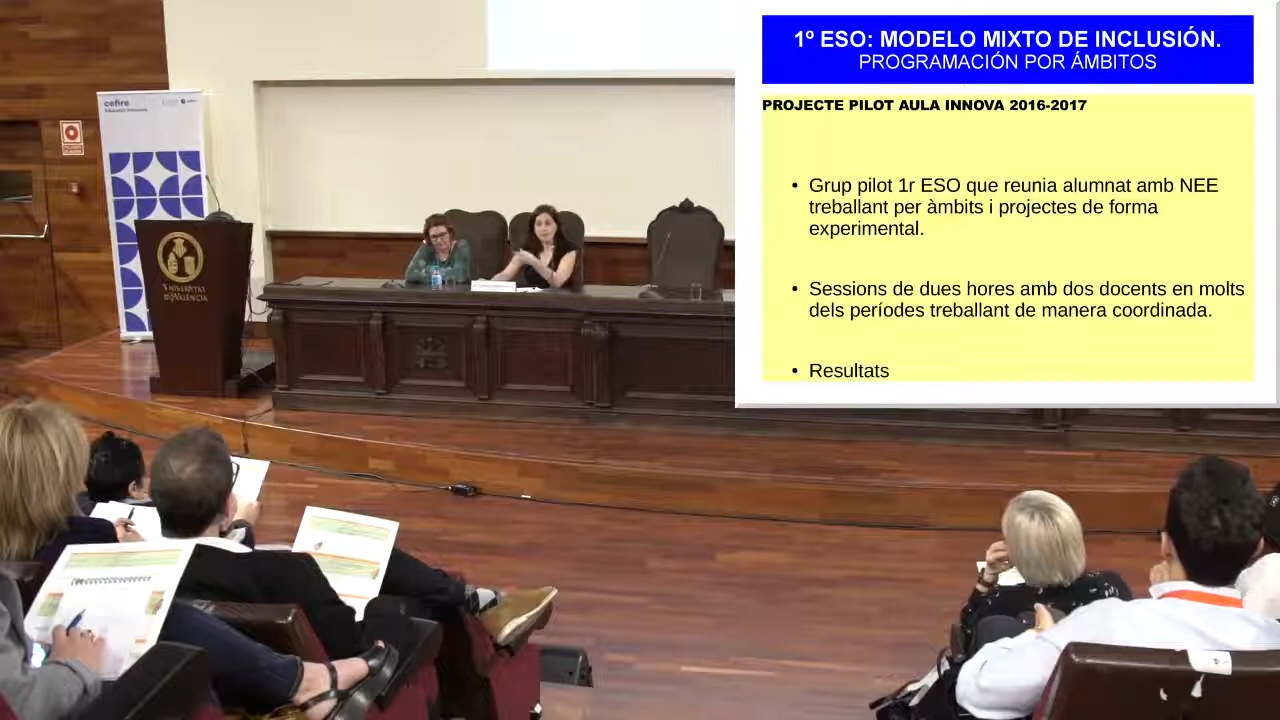 1º ESO: MODELO MIXTO DE INCLUSIÓN.
PROGRAMACIÓN POR ÁMBITOS
PROJECTE PILOT AULA INNOVA 2016-2017
• Grup pilot 1r ESO que reunia alumnat amb NEE
treballant per àmbits i projectes de forma
experimental.
• Sessions de dues hores amb dos docents en molts
dels períodes treballant de manera coordinada.
• Resultats
cefire
VNIVERSITAT
D VALÈNCIA